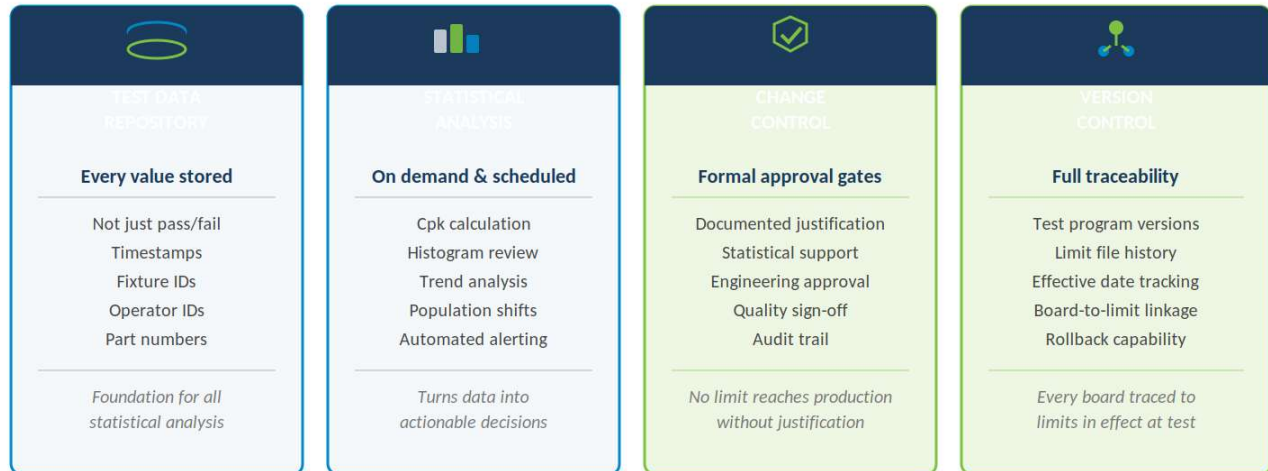 TEST DATA
REPOSITORY
Every value stored
Not just pass/fail
Timestamps
Fixture IDs
Operator IDs
Part numbers
Foundation for all
statistical analysis
STATISTICAL
ANALYSIS
On demand & scheduled
Cpk calculation
Histogram review
Trend analysis
Population shifts
Automated alerting
Turns data into
actionable decisions
CHANGE
CONTROL
Formal approval gates
Documented justification
Statistical support
Engineering approval
Quality sign-off
Audit trail
No limit reaches production
without justification
VERSION
CONTROL
Full traceability
Test program versions
Limit file history
Effective date tracking
Board-to-limit linkage
Rollback capability
Every board traced to
limits in effect at test